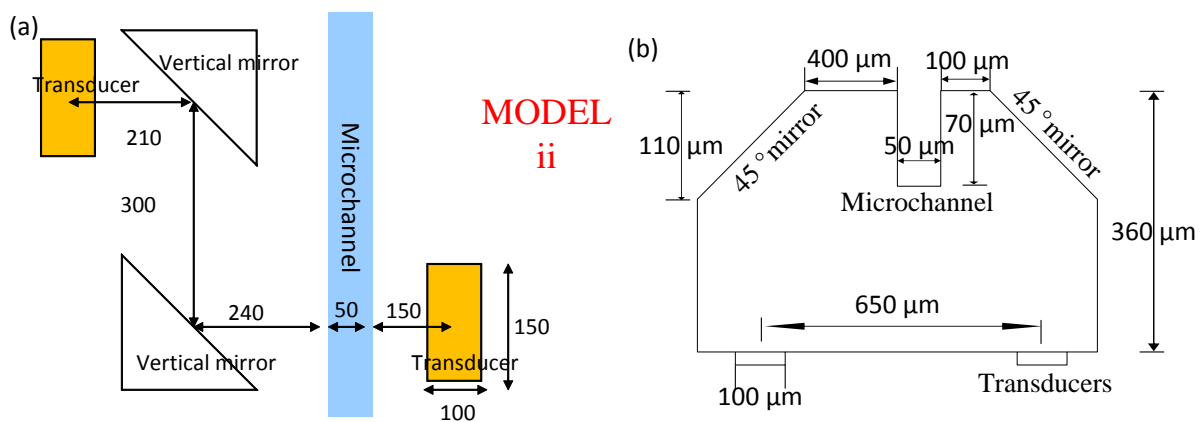 (a)
Vertical mirror
Transducer
210
300
Microchannel
240
50
150
150
Vertical mirror
Transducer
100
MODEL
ii
(b)
400 µm
100 µm
45° mirror
45° mirror
110 µm
50 µm
70 µm
Microchannel
360 µm
650 µm
Transducers
100 µm